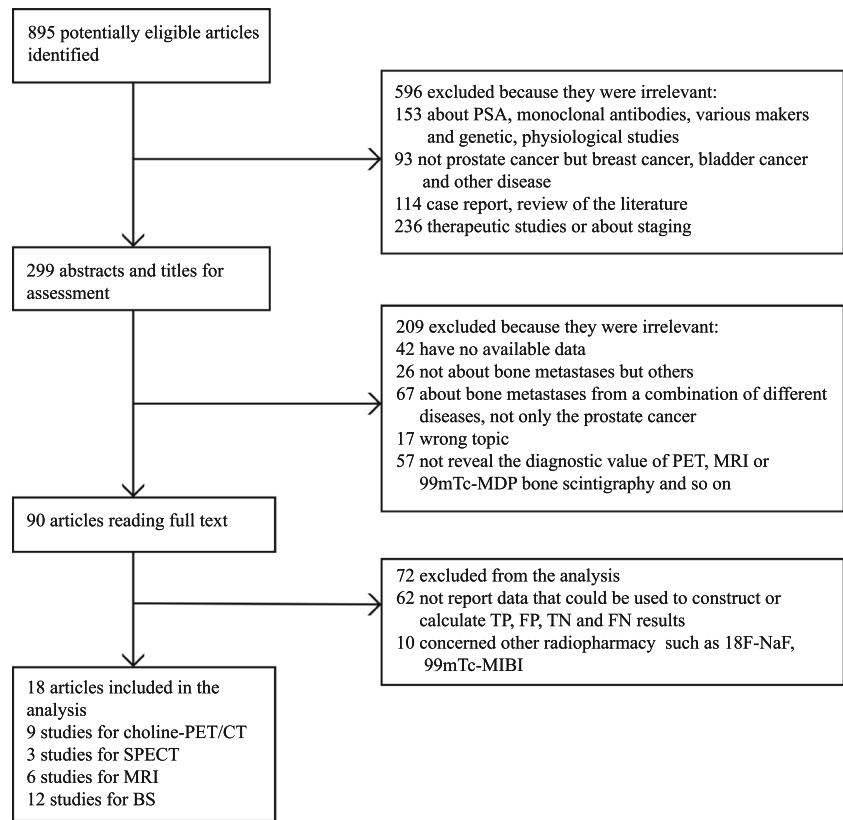 895 potentially eligible articles
identified
596 excluded because they were irrelevant:
153 about PSA, monoclonal antibodies, various makers
and genetic, physiological studies
93 not prostate cancer but breast cancer, bladder cancer
and other disease
114 case report, review of the literature
236 therapeutic studies or about staging
299 abstracts and titles for
assessment
209 excluded because they were irrelevant:
42 have no available data
26 not about bone metastases but others
67 about bone metastases from a combination of different
diseases, not only the prostate cancer
17 wrong topic
57 not reveal the diagnostic value of PET, MRI or
99mTc-MDP bone scintigraphy and so on
90 articles reading full text
72 excluded from the analysis
62 not report data that could be used to construct or
calculate TP, FP, TN and FN results
10 concerned other radiopharmacy such as 18F-NaF,
99mTc-MIBI
18 articles included in the
analysis
9 studies for choline-PET/CT
3 studies for SPECT
6 studies for MRI
12 studies for BS